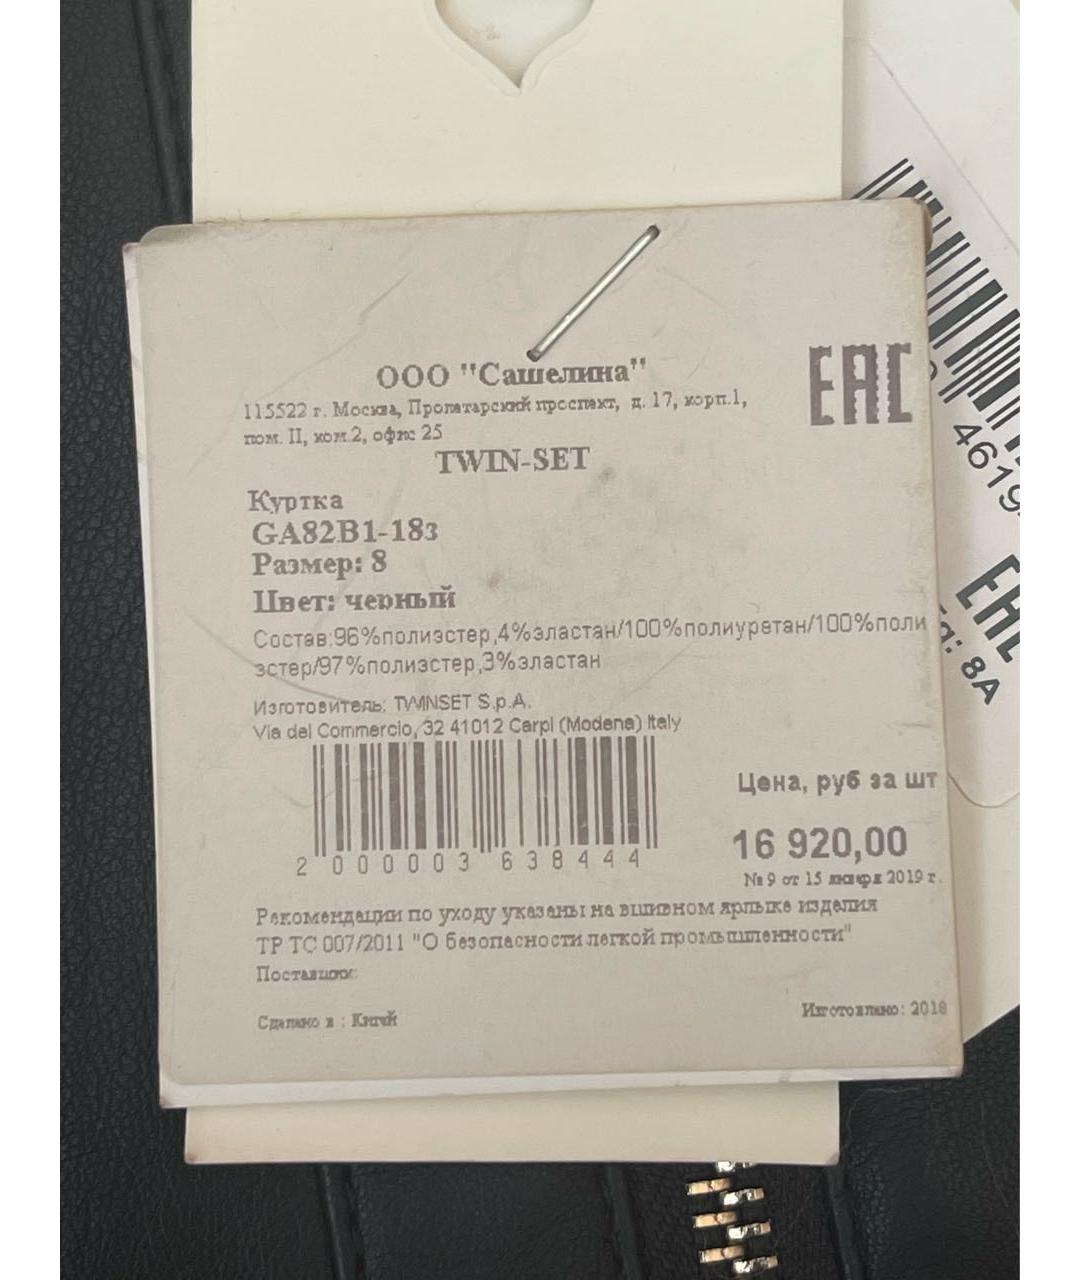 ООО "Сашелина"
115522 г. Москва, Пролетарский проспект, д. 17, корп.1,
пом. II, ком.2, офис 25
TWIN-SET
EAC
Куртка
GA82B1-18з
Размер: 8
Цвет: черный
Состав:96%полиэстер,4%эластан/100%полиуретан/100%поли
эстер/97%полиэстер,3%эластан
Изготовитель: TWINSET S.p.A.
Via del Commercio, 32 41012 Carpi (Modena) Italy
2 000003 638444
Цена, руб за шт
16 920,00
№ 9 от 15 января 2019 г.
Рекомендации по уходу указаны на вшивном ярлыке изделия
ТР ТС 007/2011 "О безопасности легкой промышленности"
Поставщик:
Сделано в : Китай
Изготовлено: 2018
4619
EAC
8A